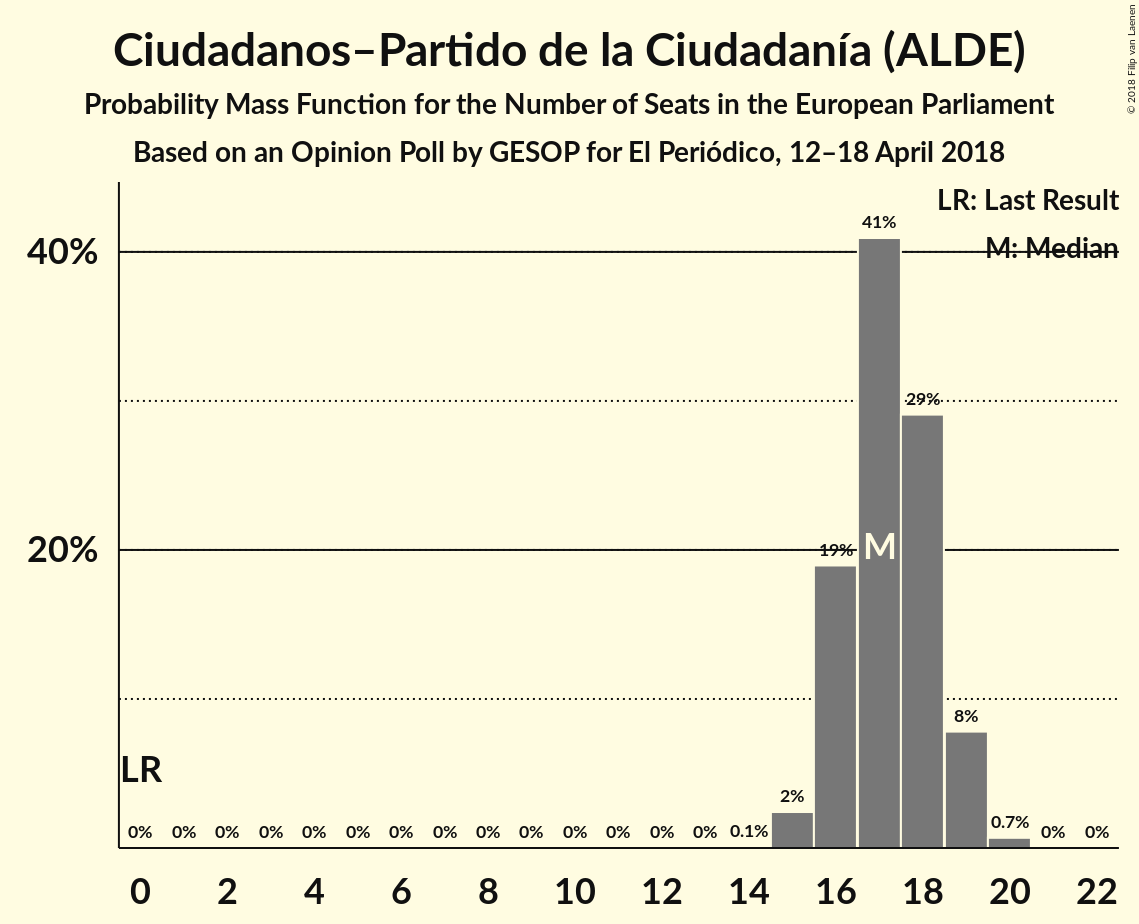 Ciudadanos–Partido de la Ciudadanía (ALDE)
Probability Mass Function for the Number of Seats in the European Parliament
Based on an Opinion Poll by GESOP for El Periódico, 12–18 April 2018
© 2018 Filip van Laenen
LR: Last Result
M: Median
40%
20%
41%
29%
19%
M
8%
2%
LR
0% 0% 0% 0% 0% 0% 0% 0% 0% 0% 0% 0% 0% 0% 0.1% 0.7% 0% 0%
0 2 4 6 8 10 12 14 16 18 20 22